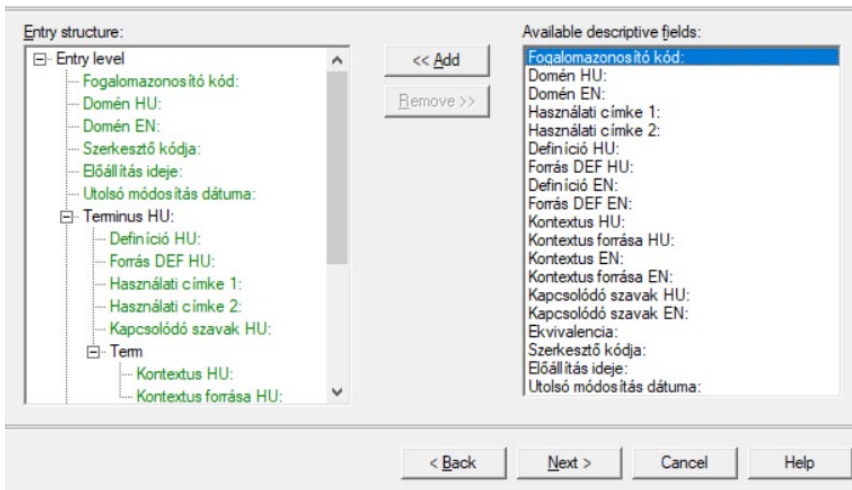 Entry structure:
Entry level
Fogalomazonosító kód:
Domén HU:
Domén EN:
Szerkesztő kódja:
Előállítás ideje:
Utolsó módosítás dátuma:
Terminus HU:
Definíció HU:
Forrás DEF HU:
Használati címke 1:
Használati címke 2:
Kapcsolódó szavak HU:
Term
Kontextus HU:
Kontextus forrása HU:
<< Add
Remove >>
Available descriptive fields:
Fogalomazonosító kód:
Domén HU:
Domén EN:
Használati címke 1:
Használati címke 2:
Definíció HU:
Forrás DEF HU:
Definíció EN:
Forrás DEF EN:
Kontextus HU:
Kontextus forrása HU:
Kontextus EN:
Kontextus forrása EN:
Kapcsolódó szavak HU:
Kapcsolódó szavak EN:
Ekvivalencia:
Szerkesztő kódja:
Előállítás ideje:
Utolsó módosítás dátuma:
< Back
Next >
Cancel
Help